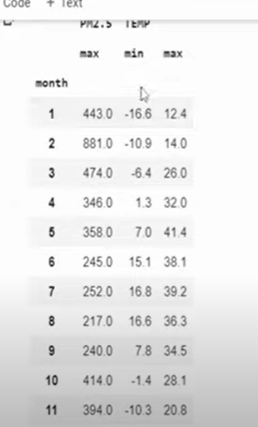 Code + Text
PM2.5 TEMP
max min max
month
1 443.0 -16.6 12.4
2 881.0 -10.9 14.0
3 474.0 -6.4 26.0
4 346.0 1.3 32.0
5 358.0 7.0 41.4
6 245.0 15.1 38.1
7 252.0 16.8 39.2
8 217.0 16.6 36.3
9 240.0 7.8 34.5
10 414.0 -1.4 28.1
11 394.0 -10.3 20.8